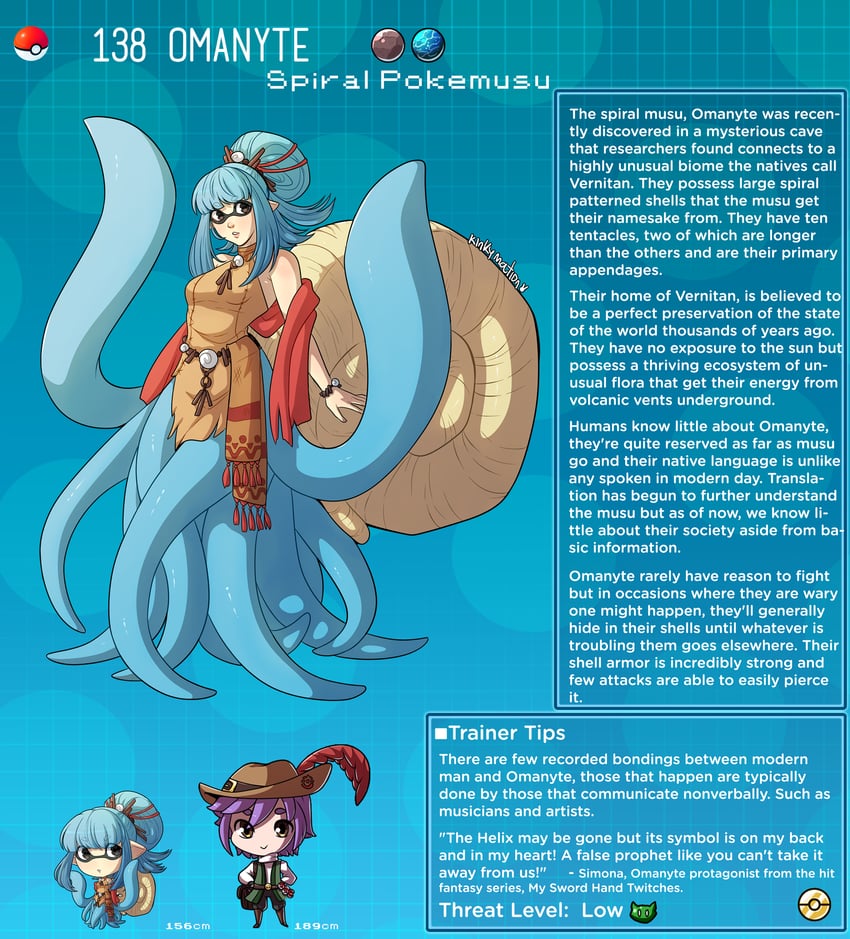 138 OMANYTE
Spiral Pokemusu
The spiral musu, Omanyte was recen-
tly discovered in a mysterious cave
that researchers found connects to a
highly unusual biome the natives call
Vernitan. They possess large spiral
patterned shells that the musu get
their namesake from. They have ten
tentacles, two of which are longer
than the others and are their primary
appendages.
Their home of Vernitan, is believed to
be a perfect preservation of the state
of the world thousands of years ago.
They have no exposure to the sun but
possess a thriving ecosystem of un-
usual flora that get their energy from
volcanic vents underground.
Humans know little about Omanyte,
they're quite reserved as far as musu
go and their native language is unlike
any spoken in modern day. Transla-
tion has begun to further understand
the musu but as of now, we know li-
ttle about their society aside from ba-
sic information.
Omanyte rarely have reason to fight
but in occasions where they are wary
one might happen, they'll generally
hide in their shells until whatever is
troubling them goes elsewhere. Their
shell armor is incredibly strong and
few attacks are able to easily pierce
it.
kinkymation
Trainer Tips
There are few recorded bondings between modern
man and Omanyte, those that happen are typically
done by those that communicate nonverbally. Such as
musicians and artists.
"The Helix may be gone but its symbol is on my back
and in my heart! A false prophet like you can't take it
away from us!" - Simona, Omanyte protagonist from the hit
fantasy series, My Sword Hand Twitches.
Threat Level: Low
156cm
189cm